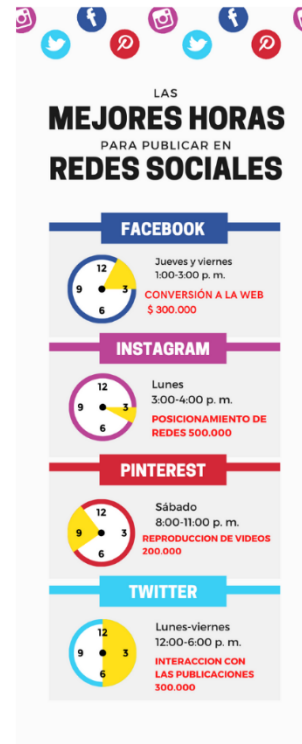 LAS
MEJORES HORAS
PARA PUBLICAR EN
REDES SOCIALES
FACEBOOK
12
9 3
6
Jueves y viernes
1:00-3:00 p. m.
CONVERSIÓN A LA WEB
$ 300.000
INSTAGRAM
12
9 3
6
Lunes
3:00-4:00 p. m.
POSICIONAMIENTO DE
REDES 500.000
PINTEREST
12
9 3
6
Sábado
8:00-11:00 p. m.
REPRODUCCION DE VIDEOS
200.000
TWITTER
12
9 3
6
Lunes-viernes
12:00-6:00 p. m.
INTERACCION CON
LAS PUBLICACIONES
300.000